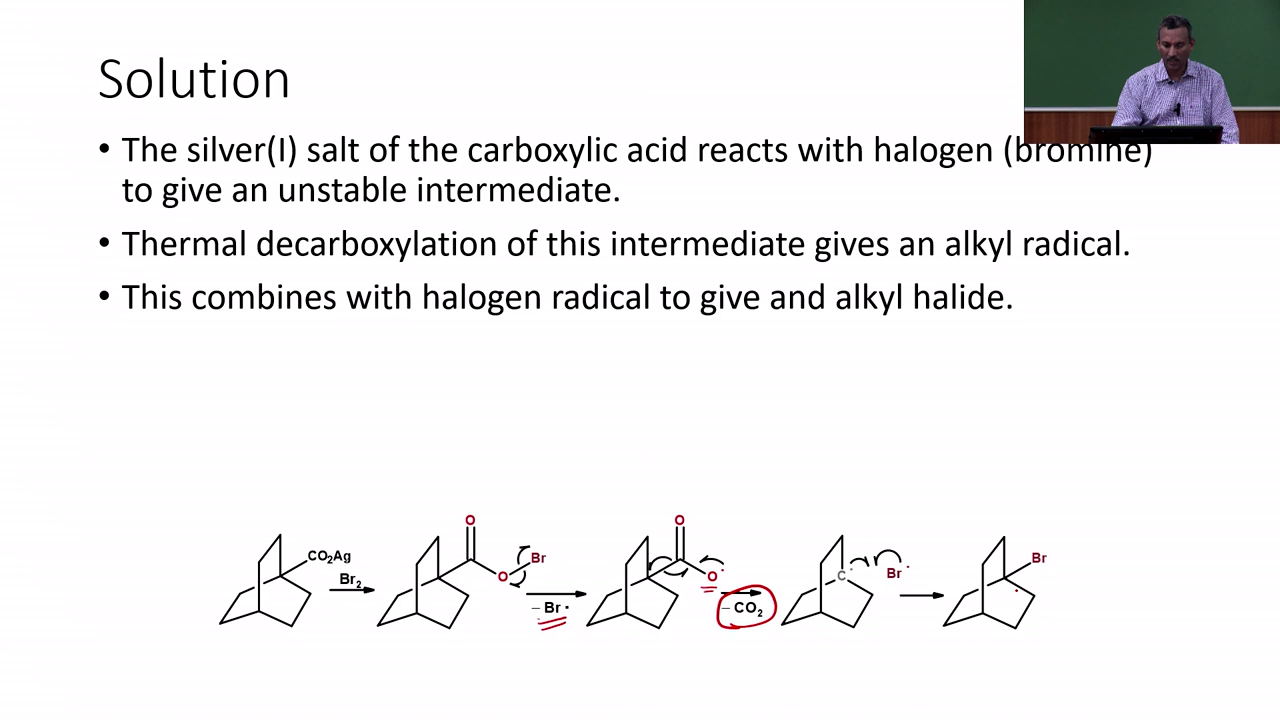 Solution
• The silver(I) salt of the carboxylic acid reacts with halogen (bromine)
to give an unstable intermediate.
• Thermal decarboxylation of this intermediate gives an alkyl radical.
• This combines with halogen radical to give and alkyl halide.
CO2Ag
Br2
O
O
Br
– Br •
O
O
– CO2
C
Br
Br